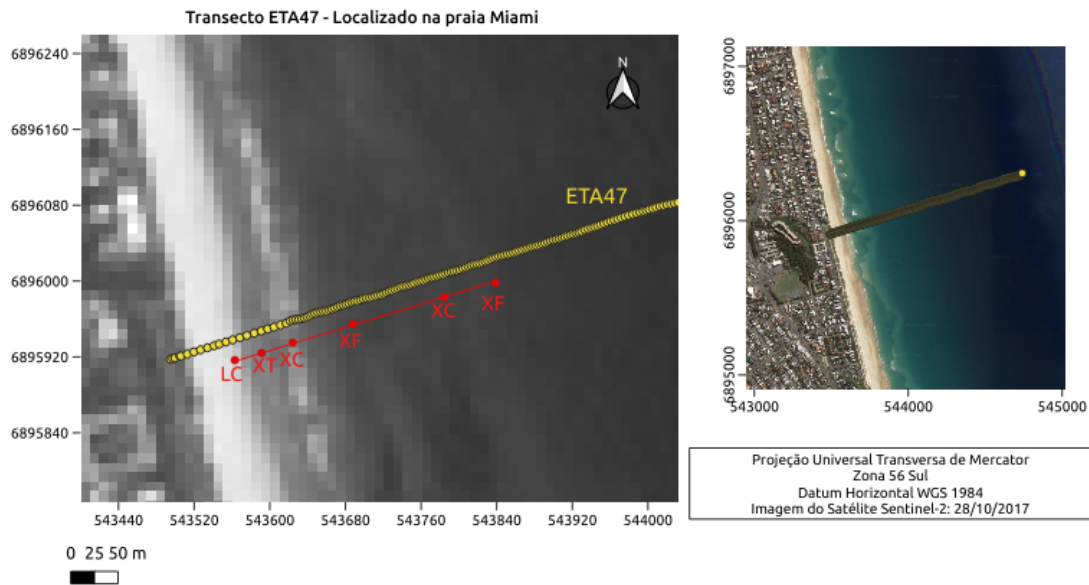 Transecto ETA47 - Localizado na praia Miami
6896240
6896160
6896080
6896000
6895920
6895840
543440 543520 543600 543680 543760 543840 543920 544000
N
ETA47
LC XT XC XF XC XF
0 25 50 m
6897000
6896000
6895000
543000 544000 545000
Projeção Universal Transversa de Mercator
Zona 56 Sul
Datum Horizontal WGS 1984
Imagem do Satélite Sentinel-2: 28/10/2017